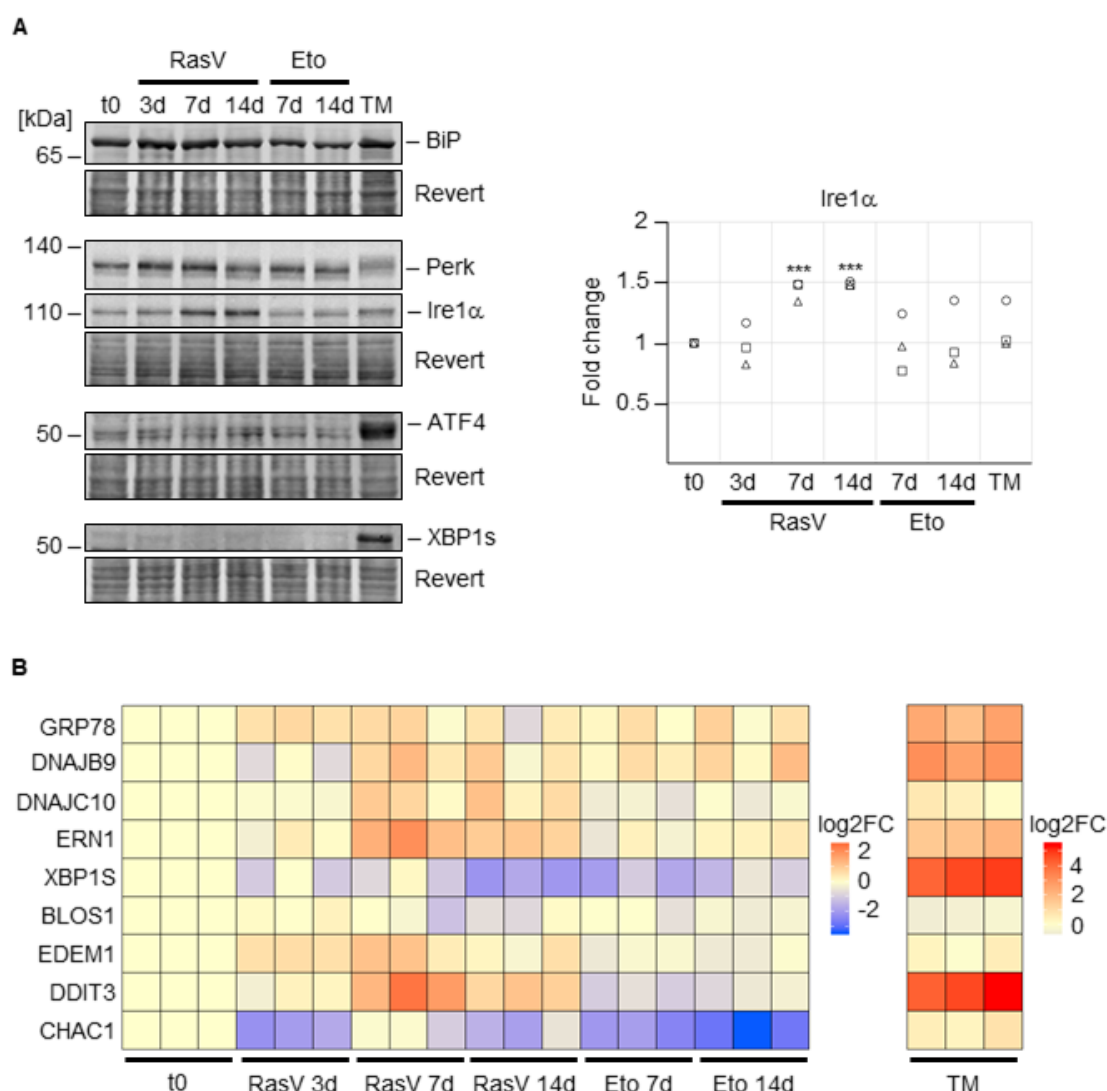 A
RasV Eto
t0 3d 7d 14d 7d 14d TM
[kDa]
65 – – BiP
Revert
140 – – Perk
110 – – Ire1α
Revert
50 – – ATF4
Revert
50 – – XBP1s
Revert
Ire1α
Fold change
2
1.5
1
0.5
*** ***
t0 3d 7d 14d 7d 14d TM
RasV Eto
B
GRP78
DNAJB9
DNAJC10
ERN1
XBP1S
BLOS1
EDEM1
DDIT3
CHAC1
log2FC
2
0
-2
log2FC
4
2
0
t0 RasV 3d RasV 7d RasV 14d Eto 7d Eto 14d TM